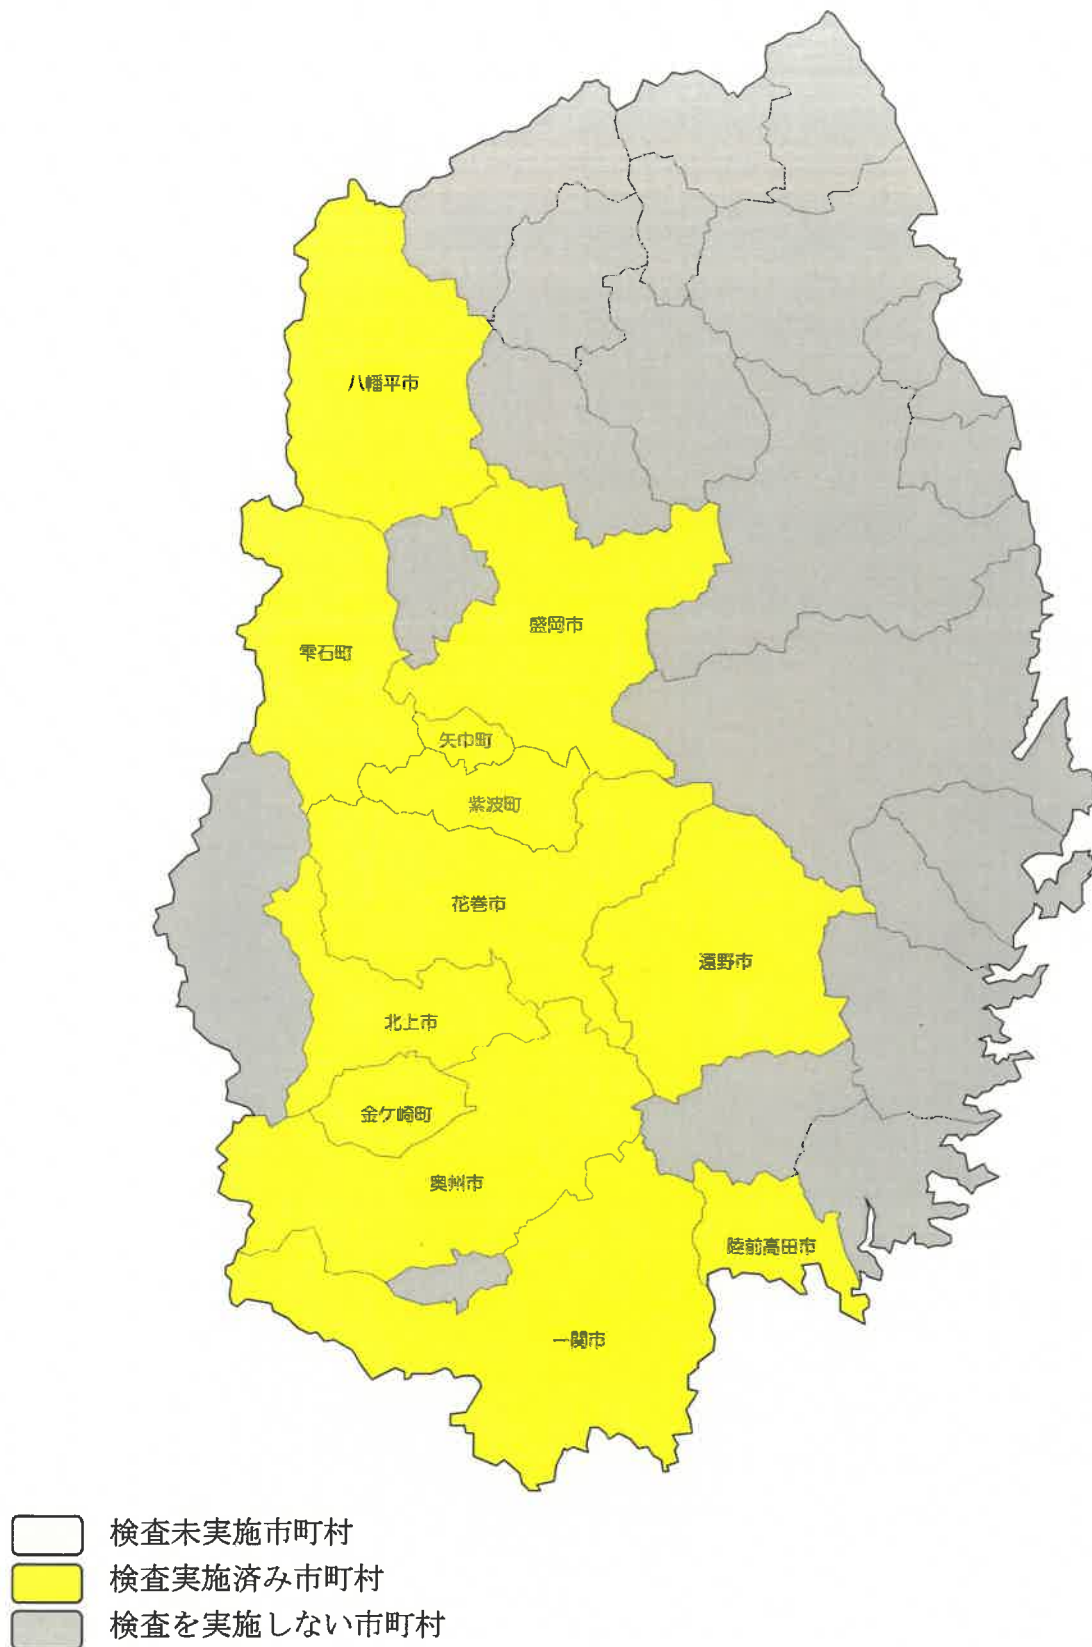 八幡平市
盛岡市
雫石町
矢巾町
紫波町
花巻市
遠野市
北上市
金ケ崎町
奥州市
陸前高田市
一関市
検査未実施市町村
検査実施済み市町村
検査を実施しない市町村